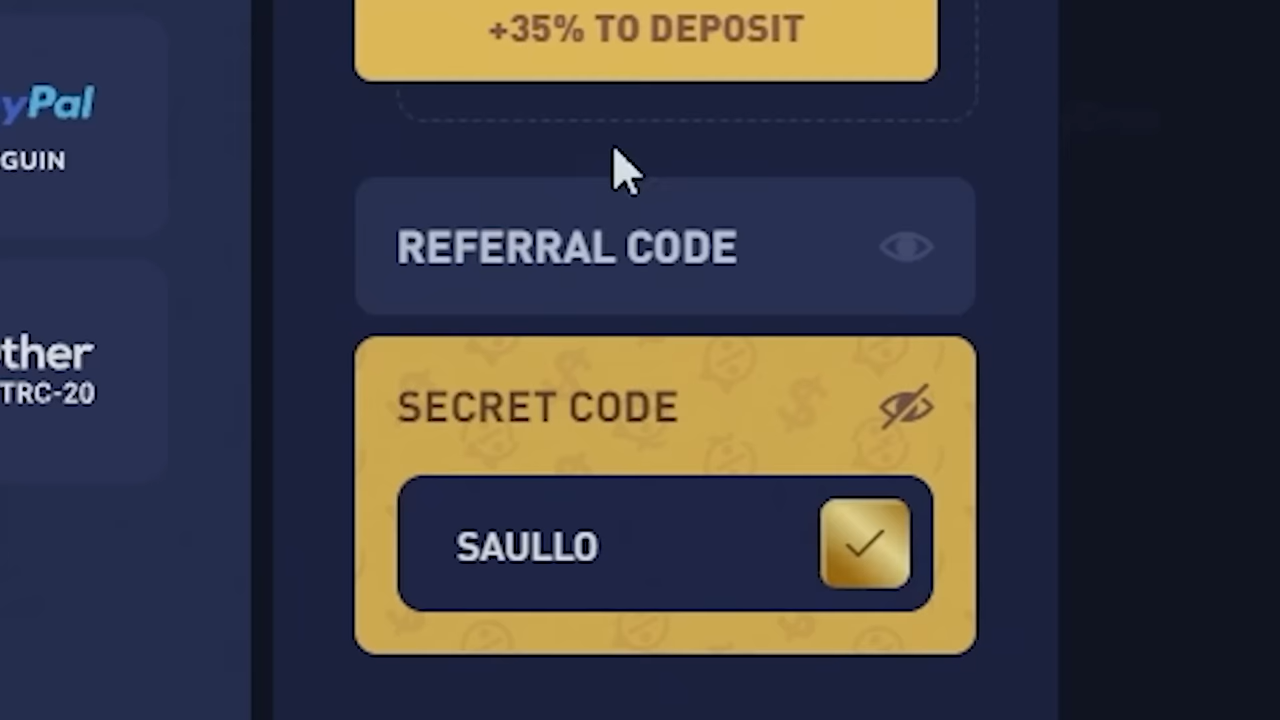 +35% TO DEPOSIT
yPal
GUIN
REFERRAL CODE
ther
TRC-20
SECRET CODE
SAULLO